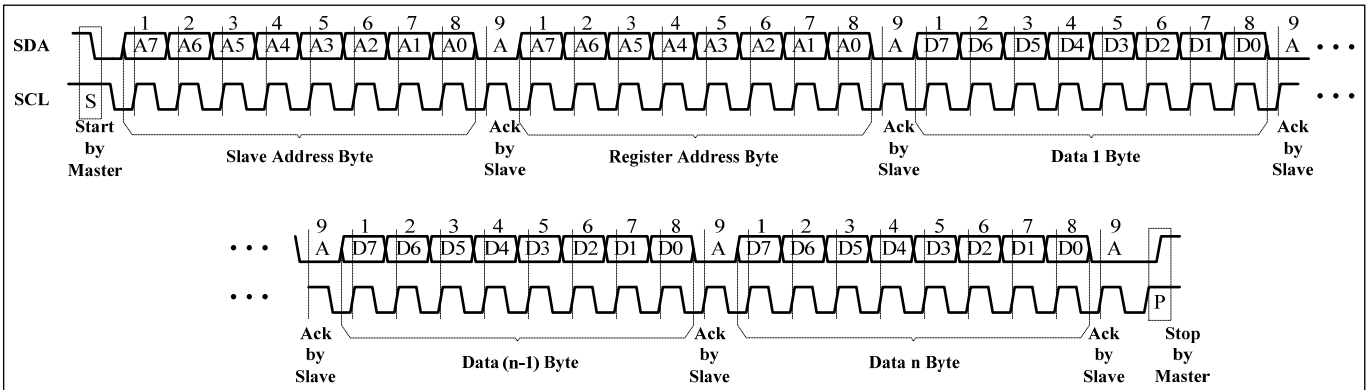 1 2 3 4 5 6 7 8 9 1 2 3 4 5 6 7 8 9 1 2 3 4 5 6 7 8 9
SDA A7 A6 A5 A4 A3 A2 A1 A0 A A7 A6 A5 A4 A3 A2 A1 A0 A D7 D6 D5 D4 D3 D2 D1 D0 A • • •
SCL S • • •
Start by Master
Slave Address Byte
Ack by Slave
Register Address Byte
Ack by Slave
Data 1 Byte
Ack by Slave
9 1 2 3 4 5 6 7 8 9 1 2 3 4 5 6 7 8 9
• • • A D7 D6 D5 D4 D3 D2 D1 D0 A D7 D6 D5 D4 D3 D2 D1 D0 A
• • • P
Ack by Slave
Data (n-1) Byte
Ack by Slave
Data n Byte
Ack by Slave
Stop by Master